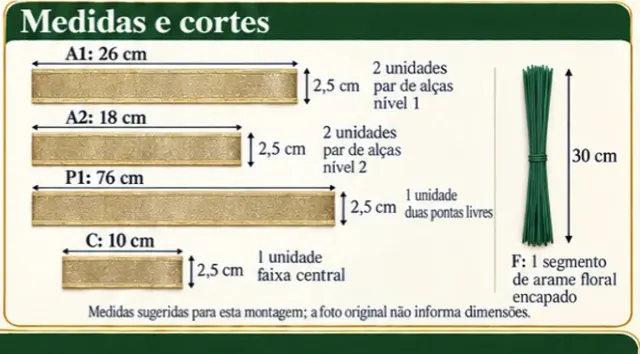 Medidas e cortes
A1: 26 cm
2,5 cm
2 unidades
par de alças
nível 1
A2: 18 cm
2,5 cm
2 unidades
par de alças
nível 2
P1: 76 cm
2,5 cm
1 unidade
duas pontas livres
C: 10 cm
2,5 cm
1 unidade
faixa central
30 cm
F: 1 segmento
de arame floral
encapado
Medidas sugeridas para esta montagem; a foto original não informa dimensões.